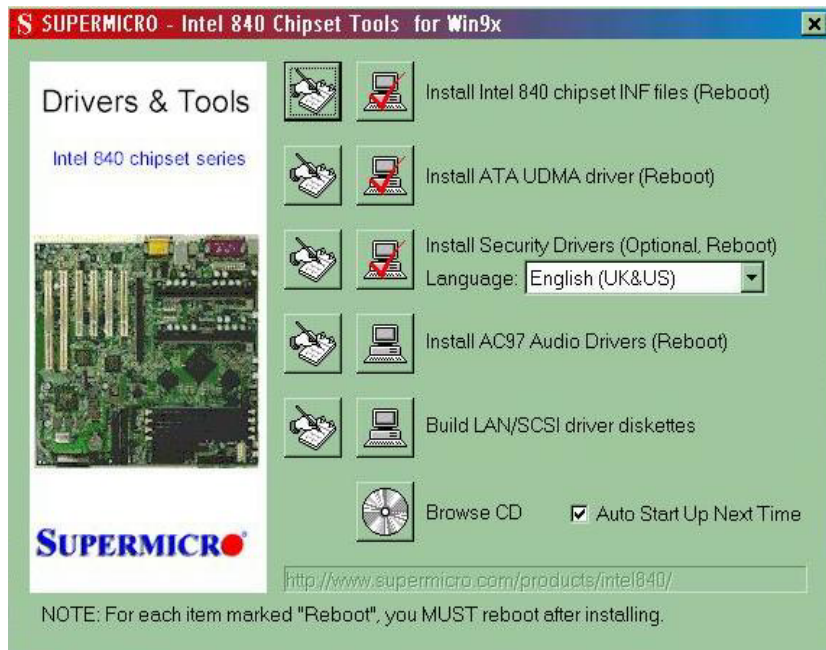 SUPERMICRO - Intel 840 Chipset Tools for Win9x
Drivers & Tools
Intel 840 chipset series
SUPERMICRO
Install Intel 840 chipset INF files (Reboot)
Install ATA UDMA driver (Reboot)
Install Security Drivers (Optional, Reboot)
Language: English (UK&US)
Install AC97 Audio Drivers (Reboot)
Build LAN/SCSI driver diskettes
Browse CD Auto Start Up Next Time
http://www.supermicro.com/products/intel840/
NOTE: For each item marked "Reboot", you MUST reboot after installing.